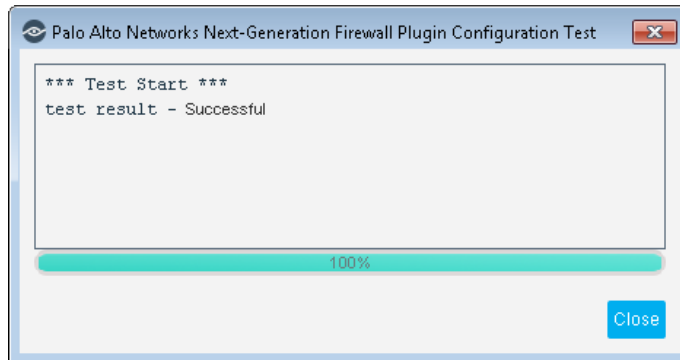 Palo Alto Networks Next-Generation Firewall Plugin Configuration Test
*** Test Start ***
test result - Successful
100%
Close